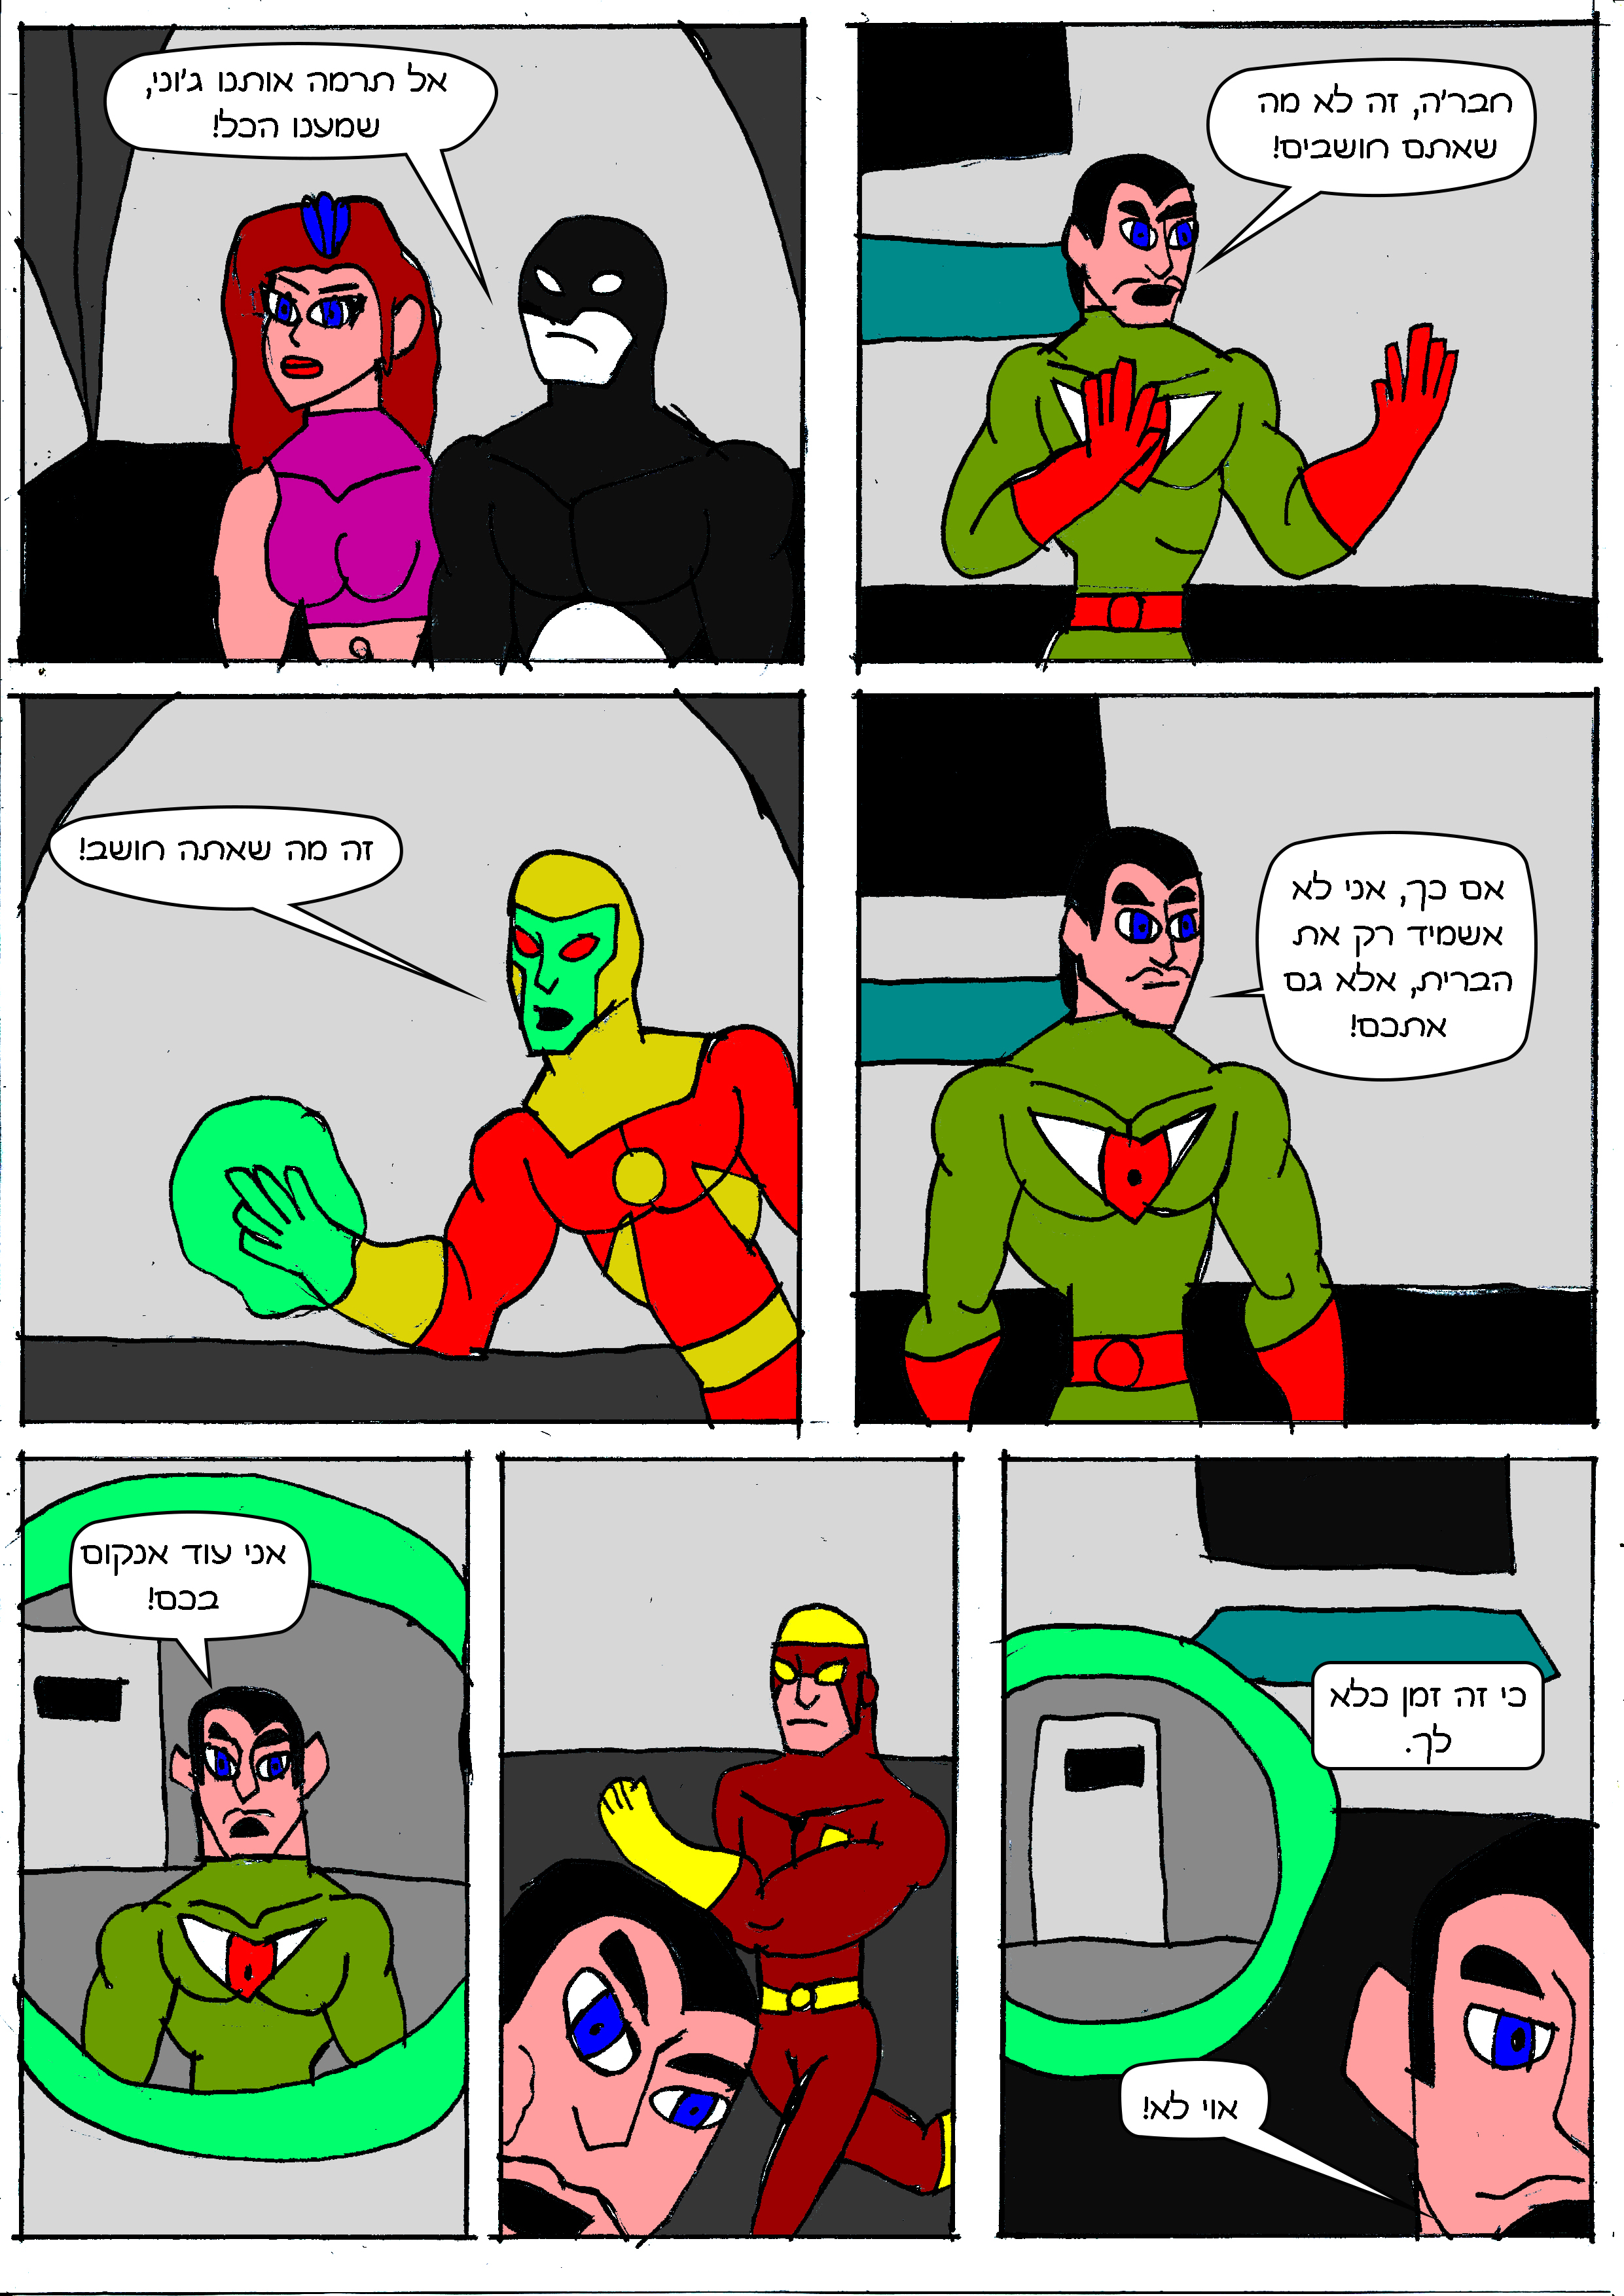 חבר'ה, זה לא מה
שאתם חושבים!
אל תרמה אותנו ג'וני,
שמענו הכל!
אם כך, אני לא
אשמיד רק את
הברית, אלא גם
אתכם!
זה מה שאתה חושב!
כי זה זמן כלא
לך.
אוי לא!
אני עוד אנקום
בכם!